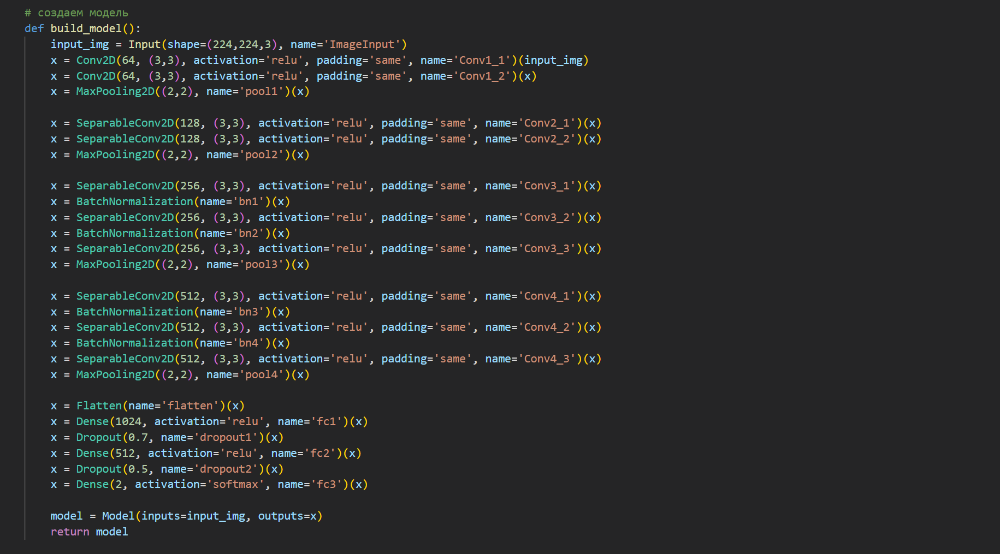 # создаем модель
def build_model():
    input_img = Input(shape=(224,224,3), name='ImageInput')
    x = Conv2D(64, (3,3), activation='relu', padding='same', name='Conv1_1')(input_img)
    x = Conv2D(64, (3,3), activation='relu', padding='same', name='Conv1_2')(x)
    x = MaxPooling2D((2,2), name='pool1')(x)

    x = SeparableConv2D(128, (3,3), activation='relu', padding='same', name='Conv2_1')(x)
    x = SeparableConv2D(128, (3,3), activation='relu', padding='same', name='Conv2_2')(x)
    x = MaxPooling2D((2,2), name='pool2')(x)

    x = SeparableConv2D(256, (3,3), activation='relu', padding='same', name='Conv3_1')(x)
    x = BatchNormalization(name='bn1')(x)
    x = SeparableConv2D(256, (3,3), activation='relu', padding='same', name='Conv3_2')(x)
    x = BatchNormalization(name='bn2')(x)
    x = SeparableConv2D(256, (3,3), activation='relu', padding='same', name='Conv3_3')(x)
    x = MaxPooling2D((2,2), name='pool3')(x)

    x = SeparableConv2D(512, (3,3), activation='relu', padding='same', name='Conv4_1')(x)
    x = BatchNormalization(name='bn3')(x)
    x = SeparableConv2D(512, (3,3), activation='relu', padding='same', name='Conv4_2')(x)
    x = BatchNormalization(name='bn4')(x)
    x = SeparableConv2D(512, (3,3), activation='relu', padding='same', name='Conv4_3')(x)
    x = MaxPooling2D((2,2), name='pool4')(x)

    x = Flatten(name='flatten')(x)
    x = Dense(1024, activation='relu', name='fc1')(x)
    x = Dropout(0.7, name='dropout1')(x)
    x = Dense(512, activation='relu', name='fc2')(x)
    x = Dropout(0.5, name='dropout2')(x)
    x = Dense(2, activation='softmax', name='fc3')(x)

    model = Model(inputs=input_img, outputs=x)
    return model